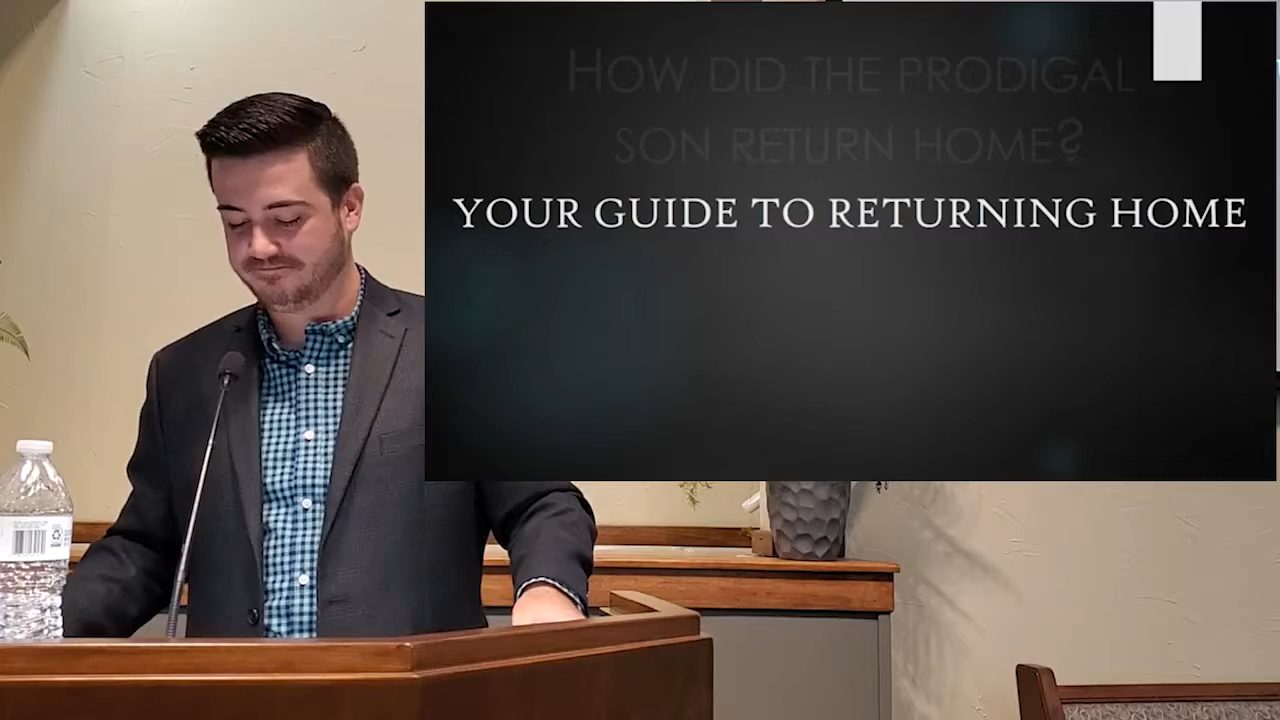 HOW DID THE PRODIGAL
SON RETURN HOME?
YOUR GUIDE TO RETURNING HOME